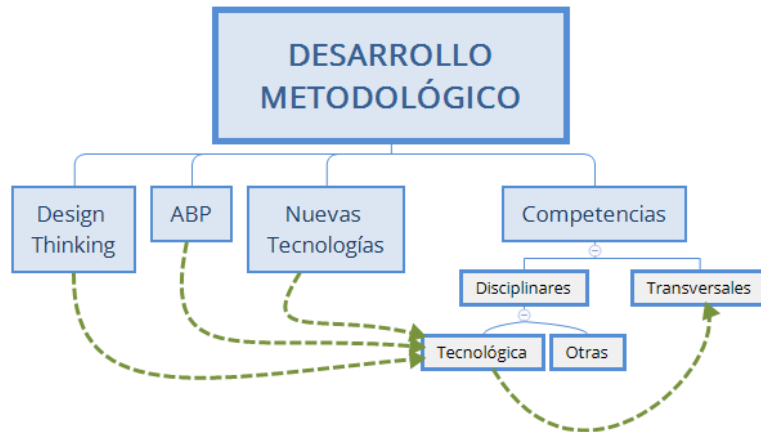 DESARROLLO
METODOLÓGICO
Design
Thinking
ABP
Nuevas
Tecnologías
Competencias
Disciplinares
Transversales
Tecnológica
Otras